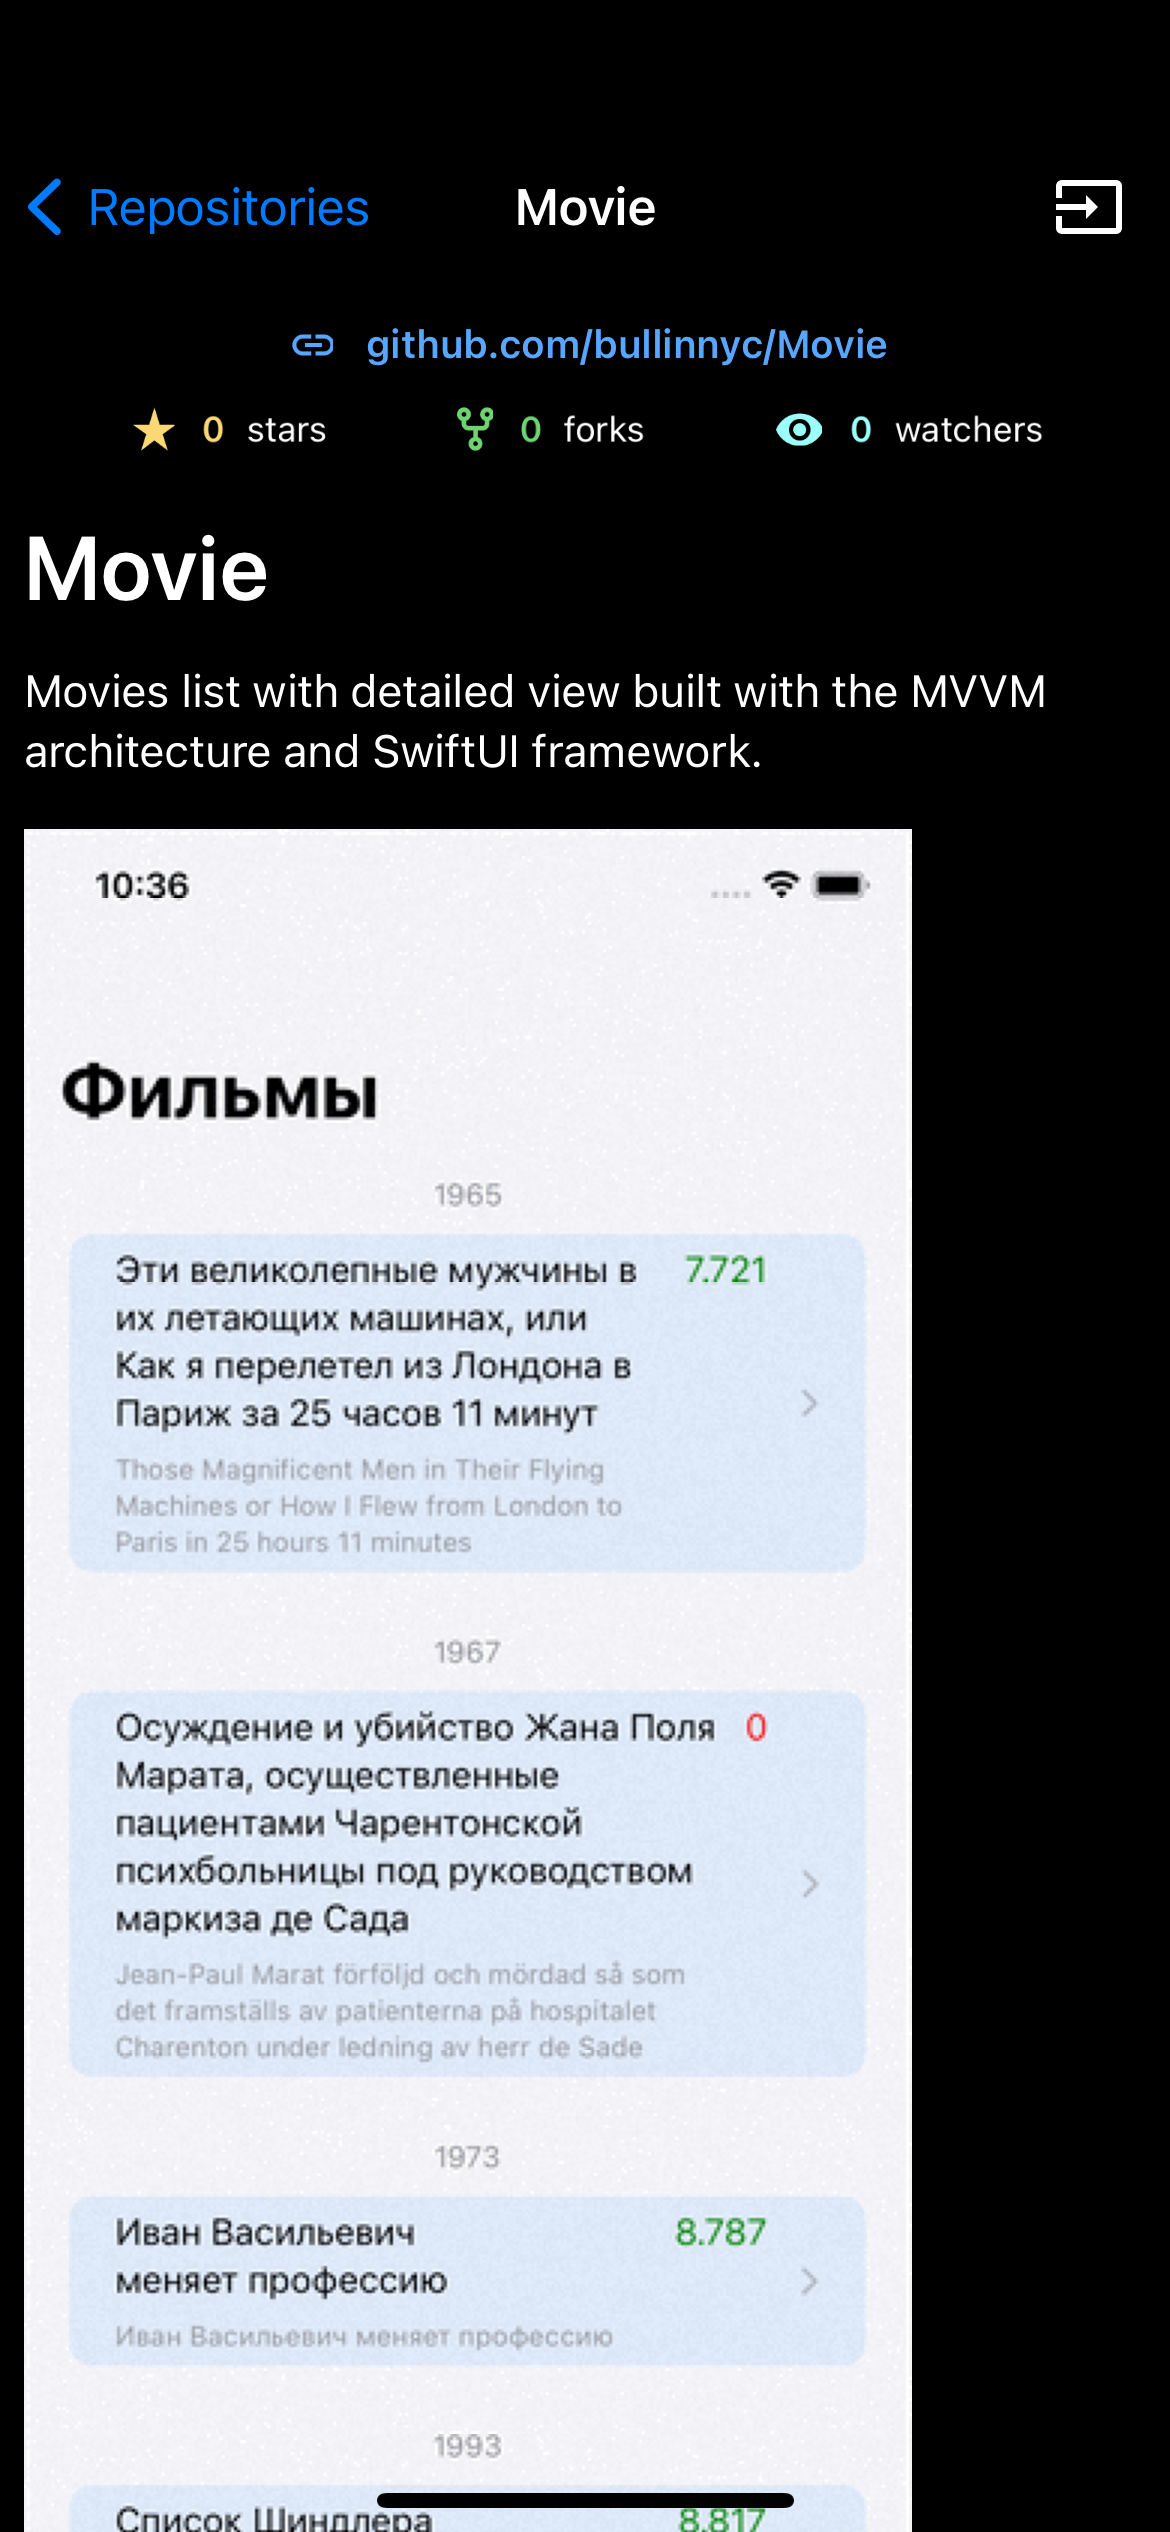 Repositories
Movie
github.com/bullinnyc/Movie
0 stars
0 forks
0 watchers
Movie
Movies list with detailed view built with the MVVM
architecture and SwiftUI framework.
10:36
Фильмы
1965
Эти великолепные мужчины в
7.721
их летающих машинах, или
Как я перелетел из Лондона в
Париж за 25 часов 11 минут
Those Magnificent Men in Their Flying
Machines or How I Flew from London to
Paris in 25 hours 11 minutes
1967
Осуждение и убийство Жана Поля
0
Марата, осуществленные
пациентами Чарентонской
психбольницы под руководством
маркиза де Сада
Jean-Paul Marat förföljd och mördad så som
det framställs av patienterna på hospitalet
Charenton under ledning av herr de Sade
1973
Иван Васильевич
8.787
меняет профессию
Иван Васильевич меняет профессию
1993
Список Шиндлера
8.817